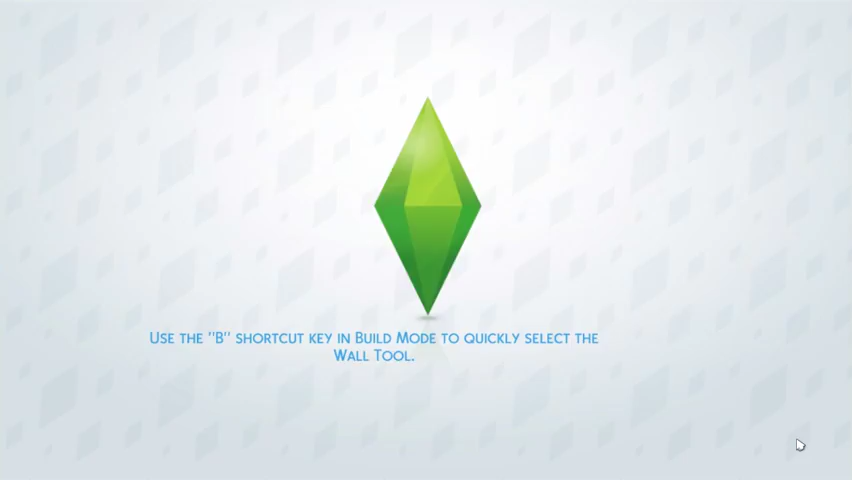 Use the "B" shortcut key in Build Mode to quickly select the
Wall Tool.